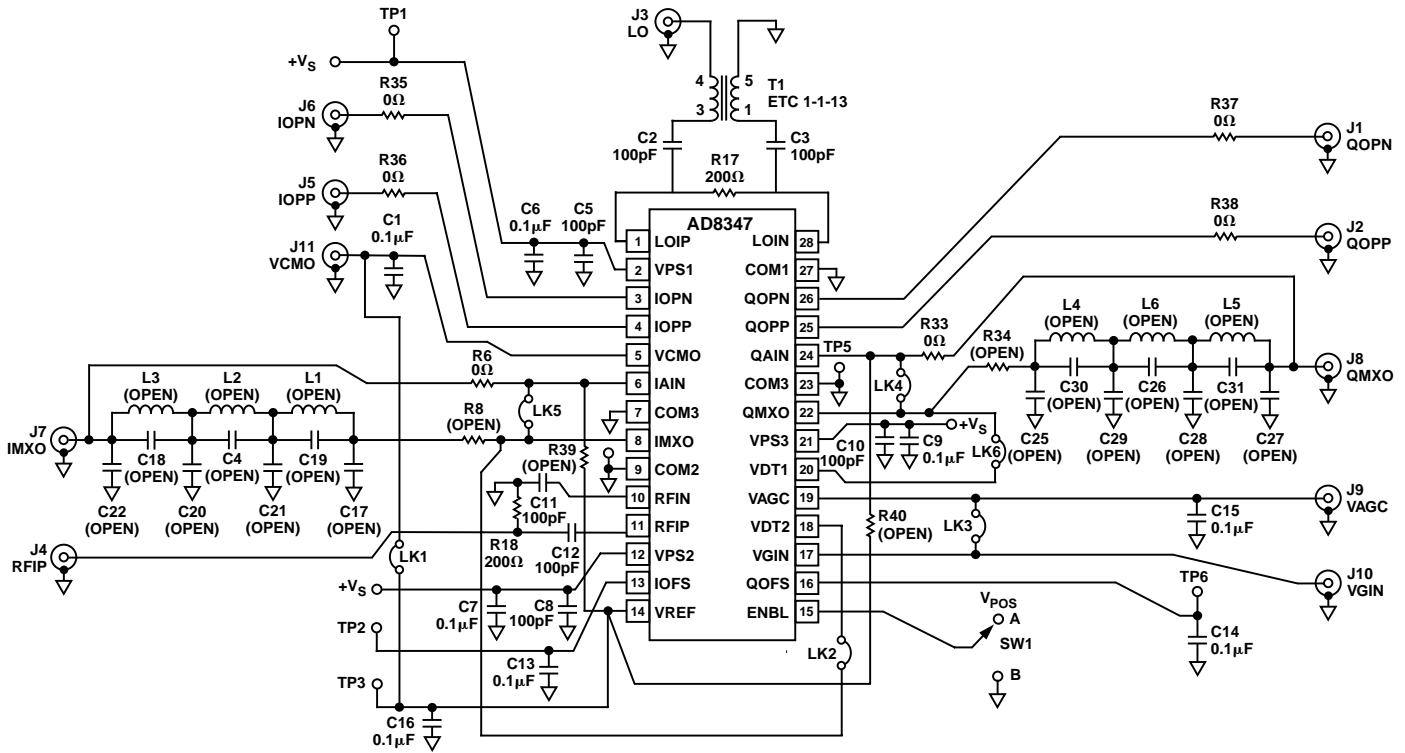 TP1
J3
LO
+VS
R35
0Ω
J6
IOPN
4
5
3
1
T1
ETC 1-1-13
R37
0Ω
J1
QOPN
C2
100pF
C3
100pF
R17
200Ω
R36
0Ω
J5
IOPP
C1
0.1μF
J11
VCMO
C6
0.1μF
C5
100pF
R38
0Ω
J2
QOPP
AD8347
1 LOIP
2 VPS1
3 IOPN
4 IOPP
5 VCMO
6 IAIN
7 COM3
8 IMXO
9 COM2
10 RFIN
11 RFIP
12 VPS2
13 IOFS
14 VREF
LOIN 28
COM1 27
QOPN 26
QOPP 25
QAIN 24
COM3 23
QMXO 22
VPS3 21
VDT1 20
VAGC 19
VDT2 18
VGIN 17
QOFS 16
ENBL 15
R6
0Ω
L3
(OPEN)
L2
(OPEN)
L1
(OPEN)
R8
(OPEN)
LK5
J7
IMXO
C18
(OPEN)
C4
(OPEN)
C19
(OPEN)
R39
(OPEN)
C22
(OPEN)
C20
(OPEN)
C21
(OPEN)
C17
(OPEN)
C11
100pF
J4
RFIP
LK1
R18
200Ω
C12
100pF
+VS
C7
0.1μF
C8
100pF
TP2
C13
0.1μF
TP3
C16
0.1μF
R33
0Ω
TP5
LK4
R34
(OPEN)
L4
(OPEN)
L6
(OPEN)
L5
(OPEN)
J8
QMXO
C30
(OPEN)
C26
(OPEN)
C31
(OPEN)
C25
(OPEN)
C29
(OPEN)
C28
(OPEN)
C27
(OPEN)
+VS
C10
100pF
C9
0.1μF
LK6
R40
(OPEN)
LK3
C15
0.1μF
J9
VAGC
TP6
J10
VGIN
VPOS
A
SW1
B
C14
0.1μF
LK2